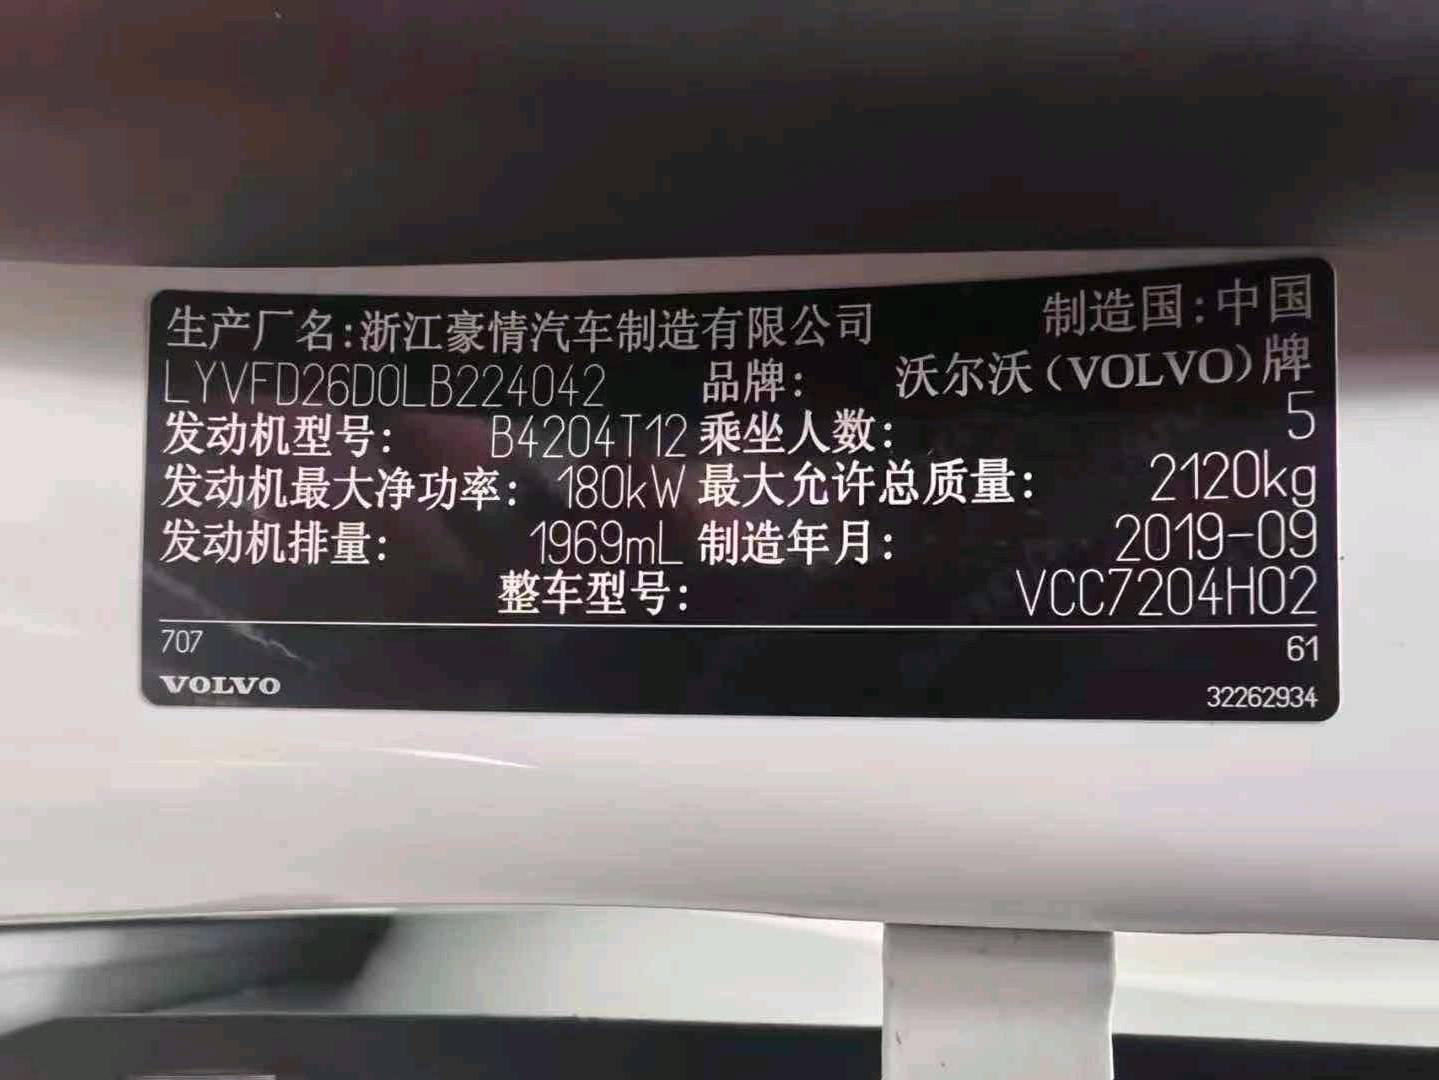 生产厂名:浙江豪情汽车制造有限公司 制造国:中国
LYVFD26D0LB224042 品牌: 沃尔沃(VOLVO)牌
发动机型号: B4204T12 乘坐人数: 5
发动机最大净功率: 180kW 最大允许总质量: 2120kg
发动机排量: 1969mL 制造年月: 2019-09
整车型号: VCC7204H02
707 61
VOLVO 32262934